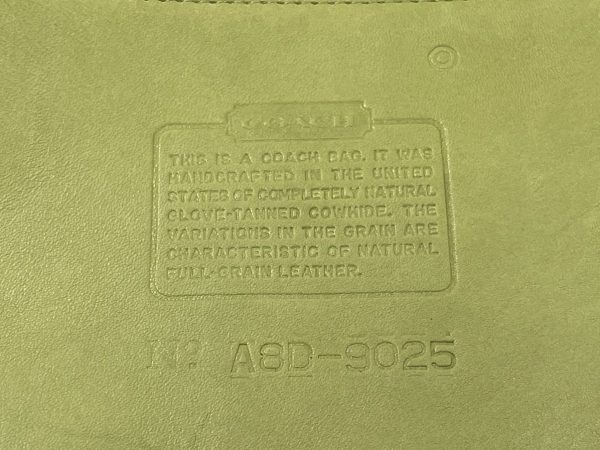 ©
COACH
THIS IS A COACH BAG. IT WAS
HANDCRAFTED IN THE UNITED
STATES OF COMPLETELY NATURAL
GLOVE-TANNED COWHIDE. THE
VARIATIONS IN THE GRAIN ARE
CHARACTERISTIC OF NATURAL
FULL-GRAIN LEATHER.
Nº A8D-9025